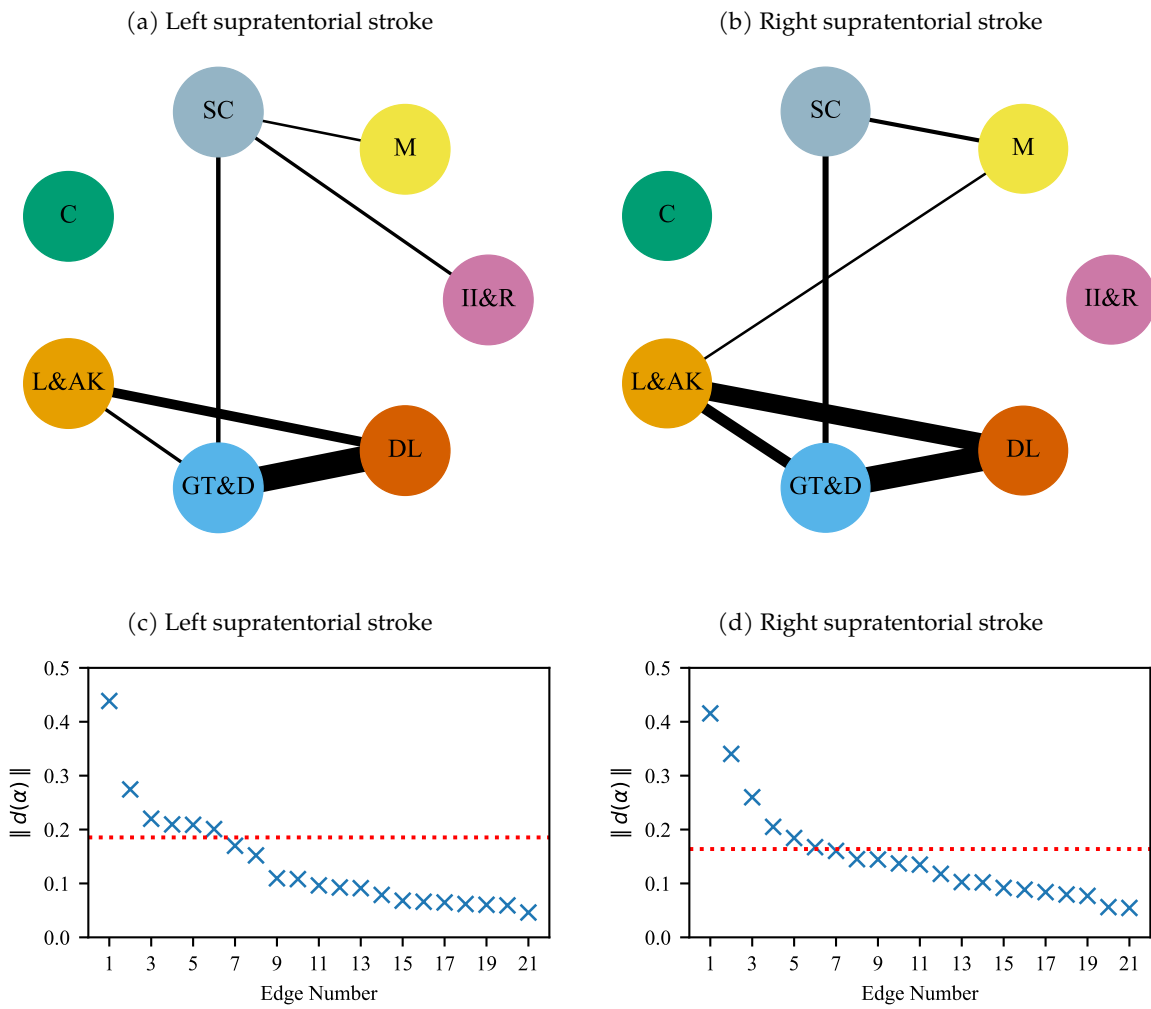 (a) Left supratentorial stroke
(b) Right supratentorial stroke
SC
M
C
II&R
L&AK
DL
GT&D
SC
M
C
II&R
L&AK
DL
GT&D
(c) Left supratentorial stroke
(d) Right supratentorial stroke
0.5
0.4
0.3
0.2
0.1
0.0
‖ d(α) ‖
1 3 5 7 9 11 13 15 17 19 21
Edge Number
0.5
0.4
0.3
0.2
0.1
0.0
‖ d(α) ‖
1 3 5 7 9 11 13 15 17 19 21
Edge Number